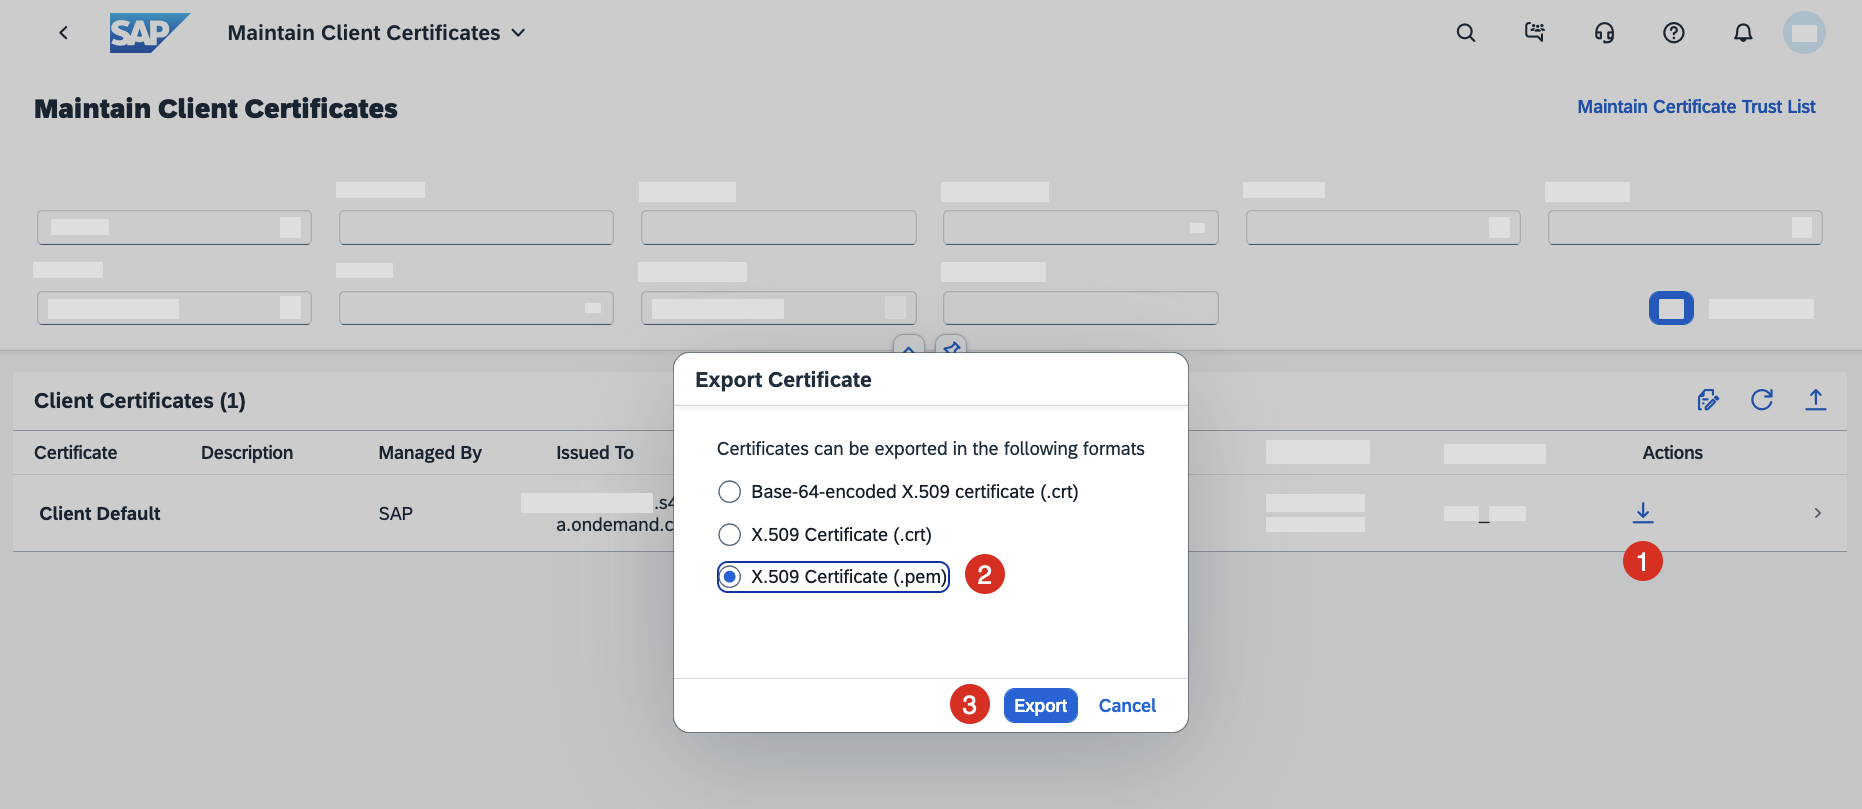 SAP Maintain Client Certificates
Maintain Client Certificates
Maintain Certificate Trust List
Export Certificate
Certificates can be exported in the following formats
Base-64-encoded X.509 certificate (.crt)
X.509 Certificate (.crt)
X.509 Certificate (.pem) 2
3 Export Cancel
Client Certificates (1)
Certificate Description Managed By Issued To Actions
Client Default SAP .s4
a.ondemand.c
_
1